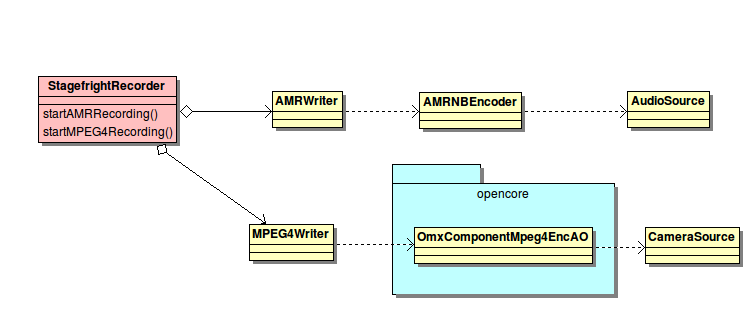 StagefrightRecorder
startAMRRecording()
startMPEG4Recording()
AMRWriter
AMRNBEncoder
AudioSource
opencore
MPEG4Writer
OmxComponentMpeg4EncAO
CameraSource